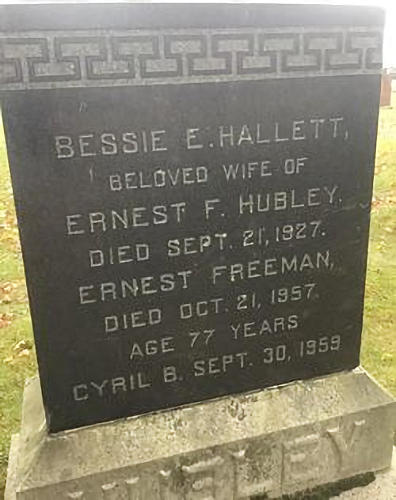 BESSIE E. HALLETT,
BELOVED WIFE OF
ERNEST F. HUBLEY.
DIED SEPT. 21, 1927.
ERNEST FREEMAN,
DIED OCT. 21, 1957
AGE 77 YEARS
CYRIL B. SEPT. 30, 1959
HUBLEY